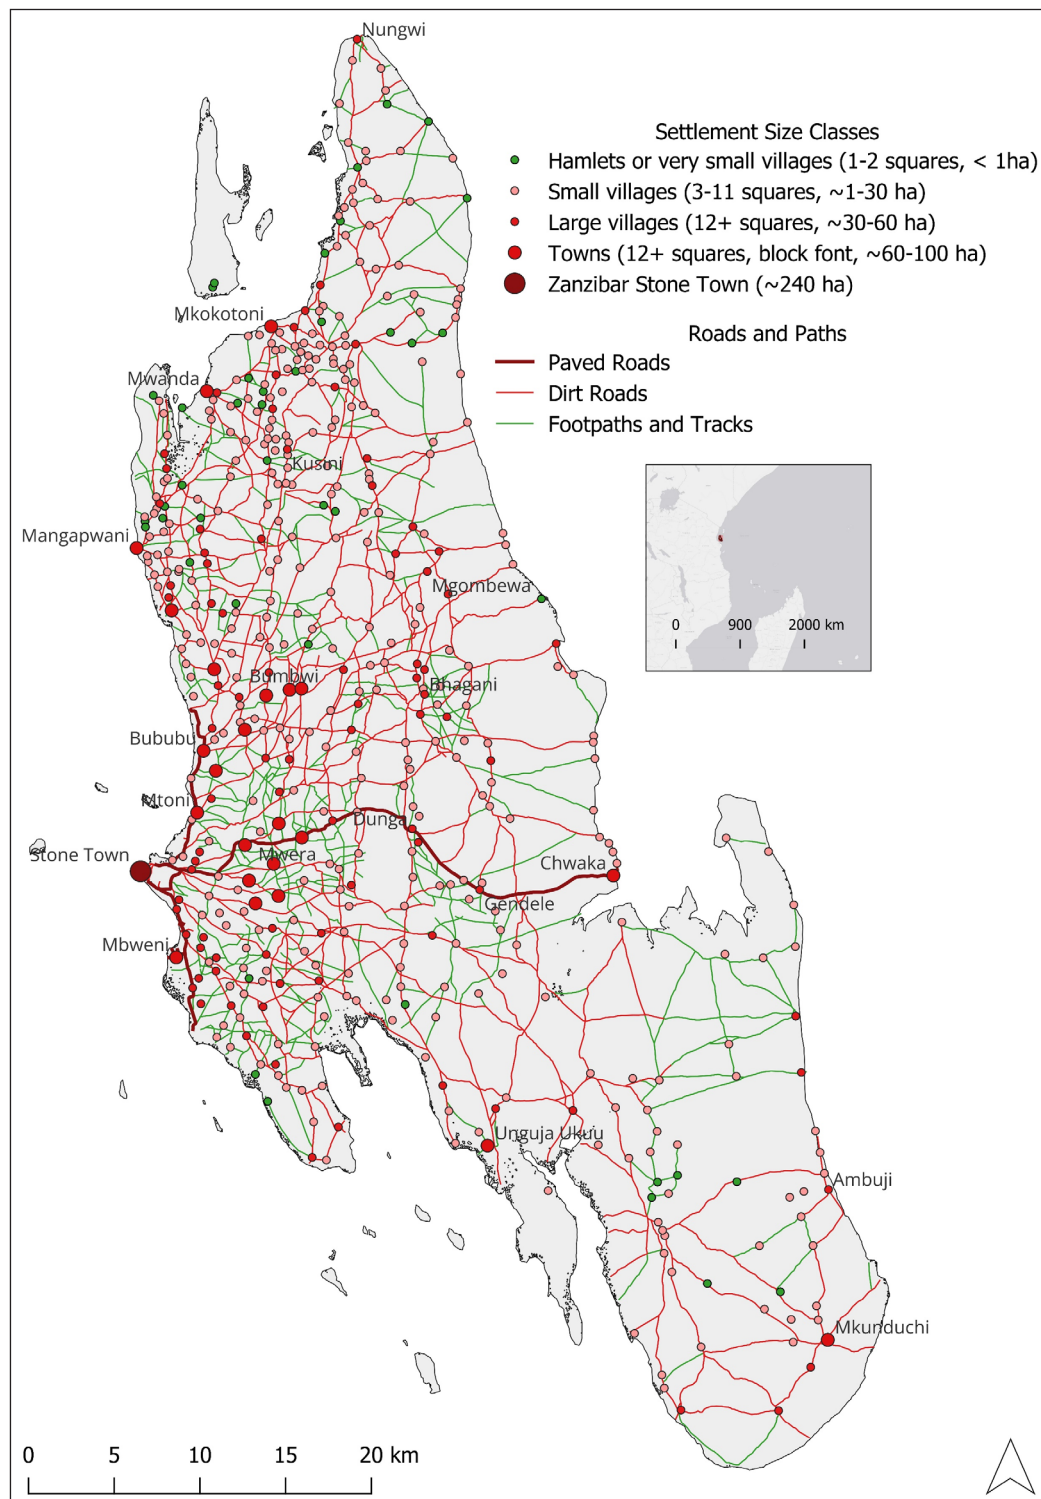 Nungwi
Settlement Size Classes
Hamlets or very small villages (1-2 squares, < 1ha)
Small villages (3-11 squares, ~1-30 ha)
Large villages (12+ squares, ~30-60 ha)
Towns (12+ squares, block font, ~60-100 ha)
Zanzibar Stone Town (~240 ha)
Roads and Paths
Paved Roads
Dirt Roads
Footpaths and Tracks
Mkokotoni
Mwanda
Kusini
Mangapwani
Mgombewa
0 900 2000 km
Bumbwi
Bhagani
Bububu
Mtoni
Dunga
Stone Town
Mwera
Chwaka
Gendele
Mbweni
Unguja Ukuu
Ambuji
Mkunduchi
0 5 10 15 20 km